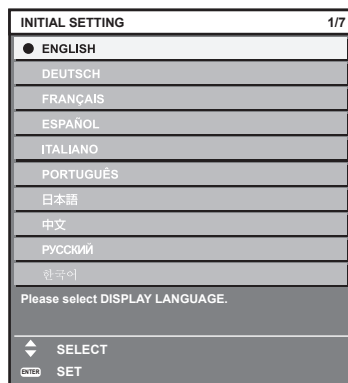 INITIAL SETTING 1/7
ENGLISH
DEUTSCH
FRANÇAIS
ESPAÑOL
ITALIANO
PORTUGUÊS
日本語
中文
РУССКИЙ
한국어
Please select DISPLAY LANGUAGE.
SELECT
ENTER SET